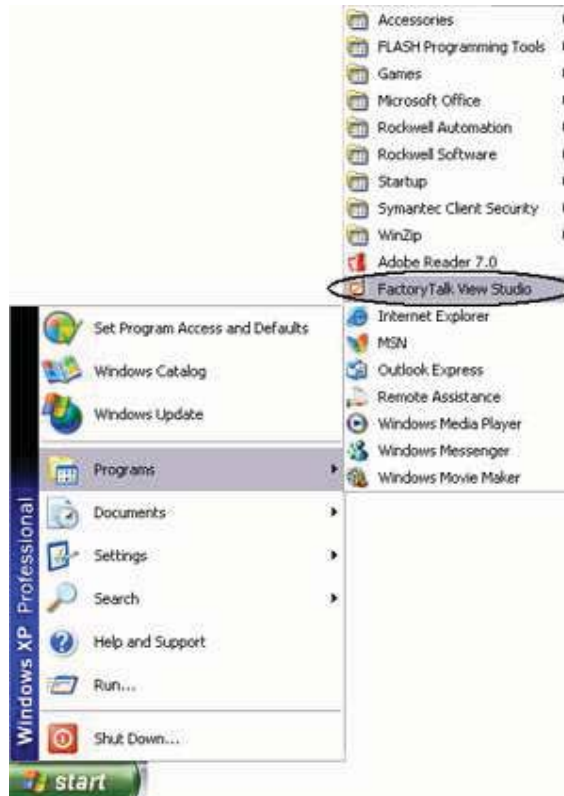 Accessories
FLASH Programming Tools
Games
Microsoft Office
Rockwell Automation
Rockwell Software
Startup
Symantec Client Security
WinZip
Adobe Reader 7.0
FactoryTalk View Studio
Internet Explorer
MSN
Outlook Express
Remote Assistance
Windows Media Player
Windows Messenger
Windows Movie Maker
Set Program Access and Defaults
Windows Catalog
Windows Update
Programs
Documents
Settings
Search
Help and Support
Run...
Shut Down...
Windows XP Professional
start